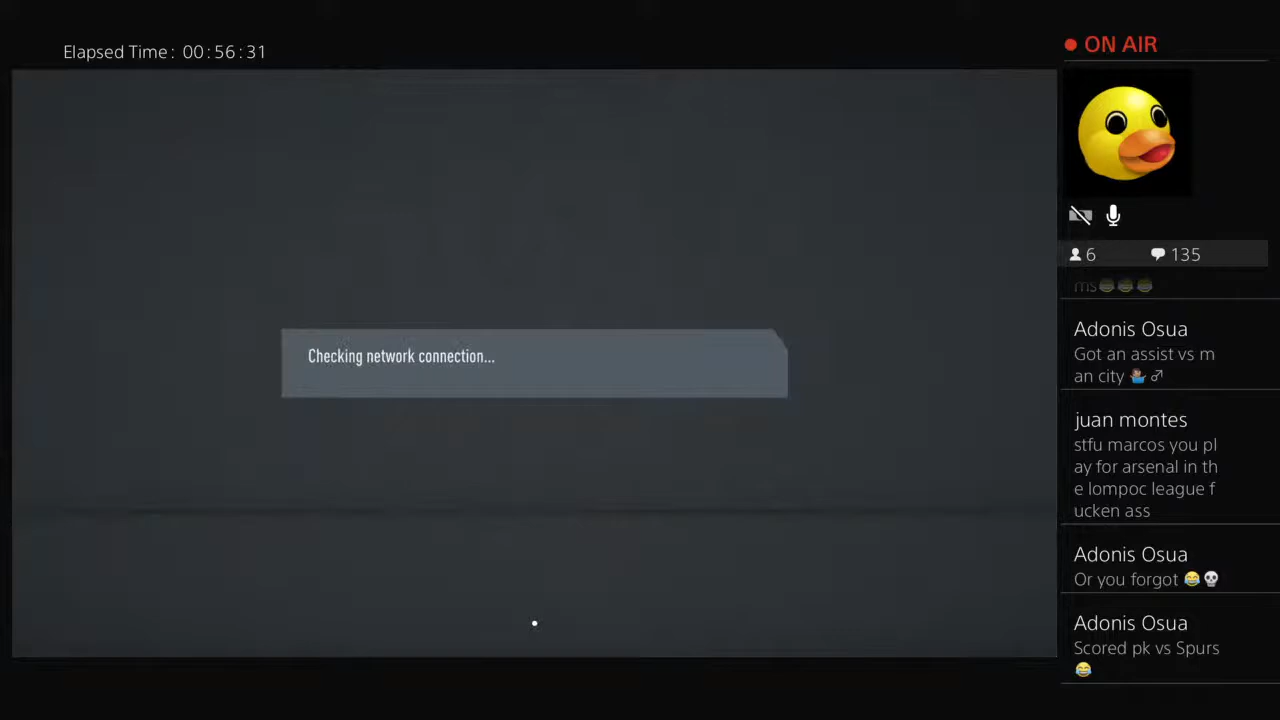 Elapsed Time: 00:56:31
ON AIR
6 135
ms😂😂😂
Adonis Osua
Got an assist vs m
an city 🤷🏽♂
juan montes
stfu marcos you pl
ay for arsenal in th
e lompoc league f
ucken ass
Adonis Osua
Or you forgot 😂💀
Adonis Osua
Scored pk vs Spurs
😂
Checking network connection...